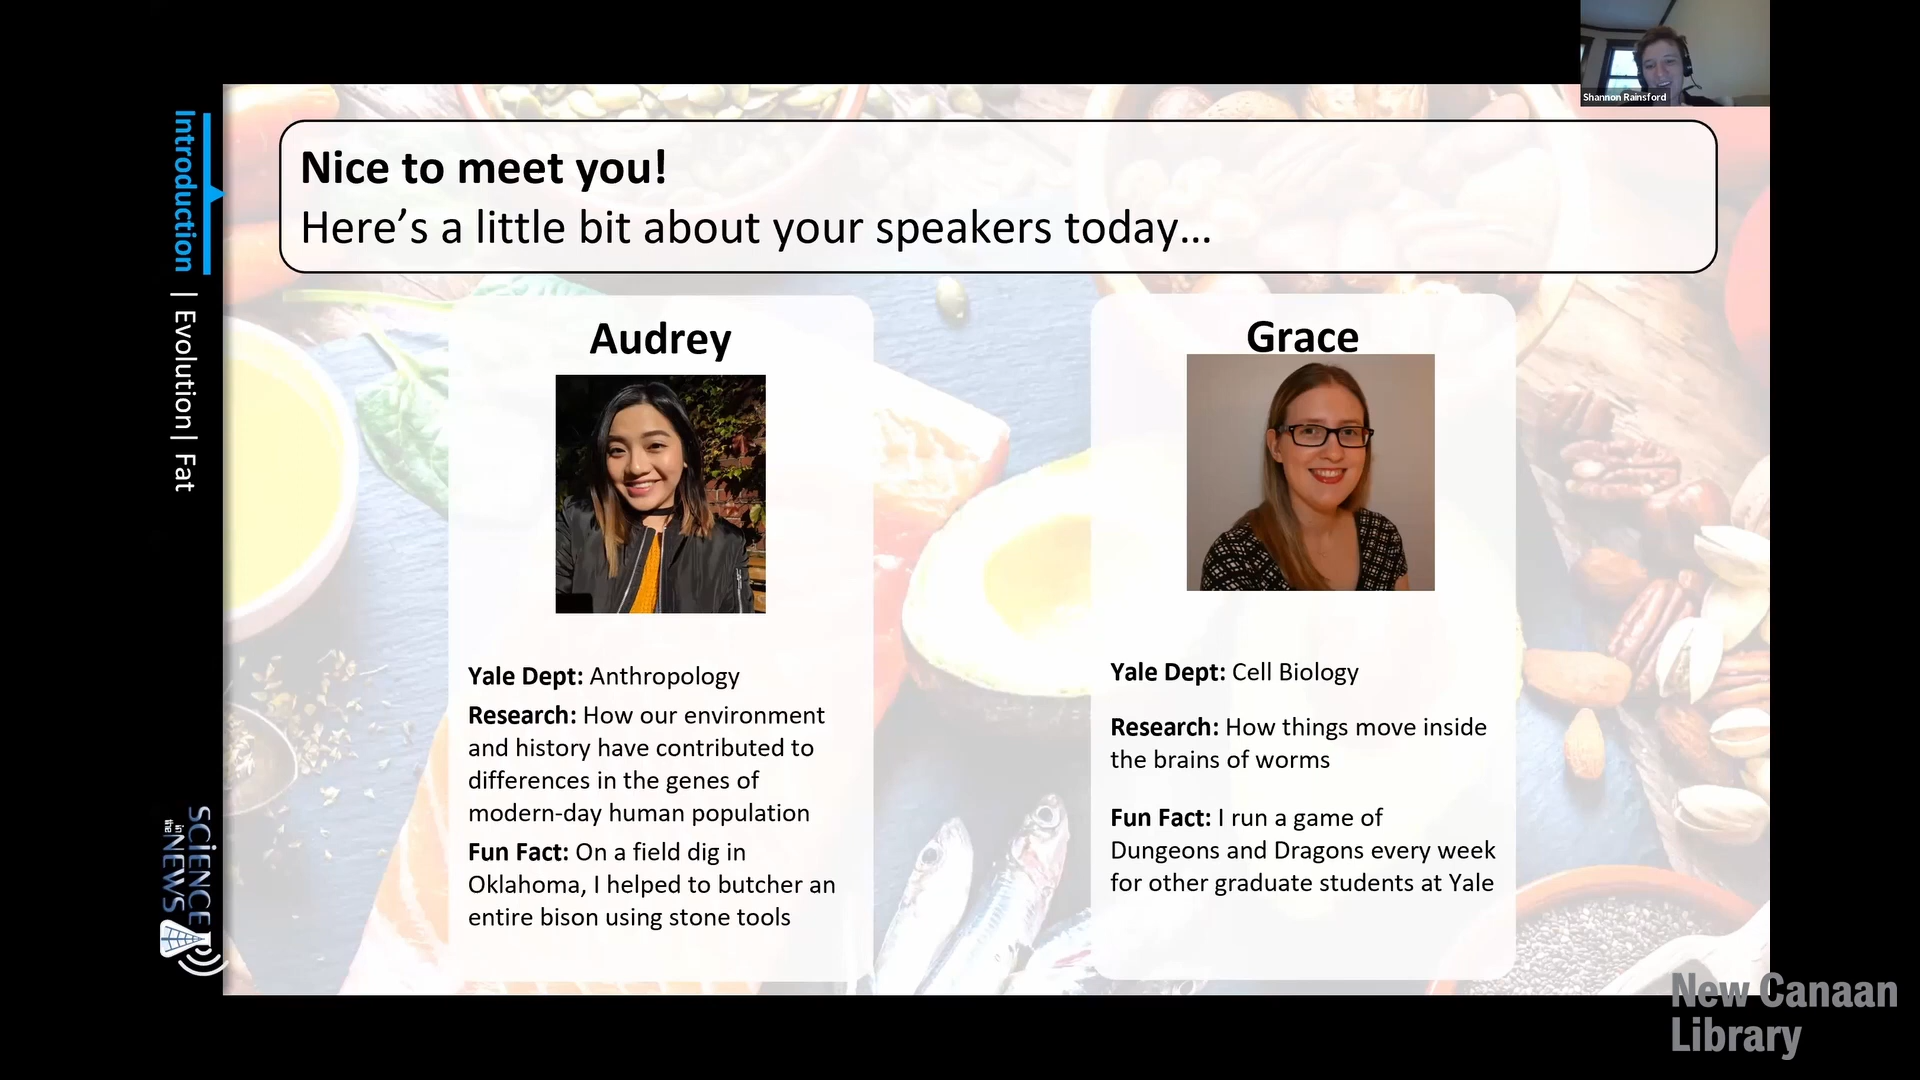 Shannon Rainsford
Introduction | Evolution | Fat
Nice to meet you!
Here’s a little bit about your speakers today…
Audrey
Yale Dept: Anthropology
Research: How our environment
and history have contributed to
differences in the genes of
modern-day human population
Fun Fact: On a field dig in
Oklahoma, I helped to butcher an
entire bison using stone tools
Grace
Yale Dept: Cell Biology
Research: How things move inside
the brains of worms
Fun Fact: I run a game of
Dungeons and Dragons every week
for other graduate students at Yale
SCIENCE
in the NEWS
New Canaan
Library